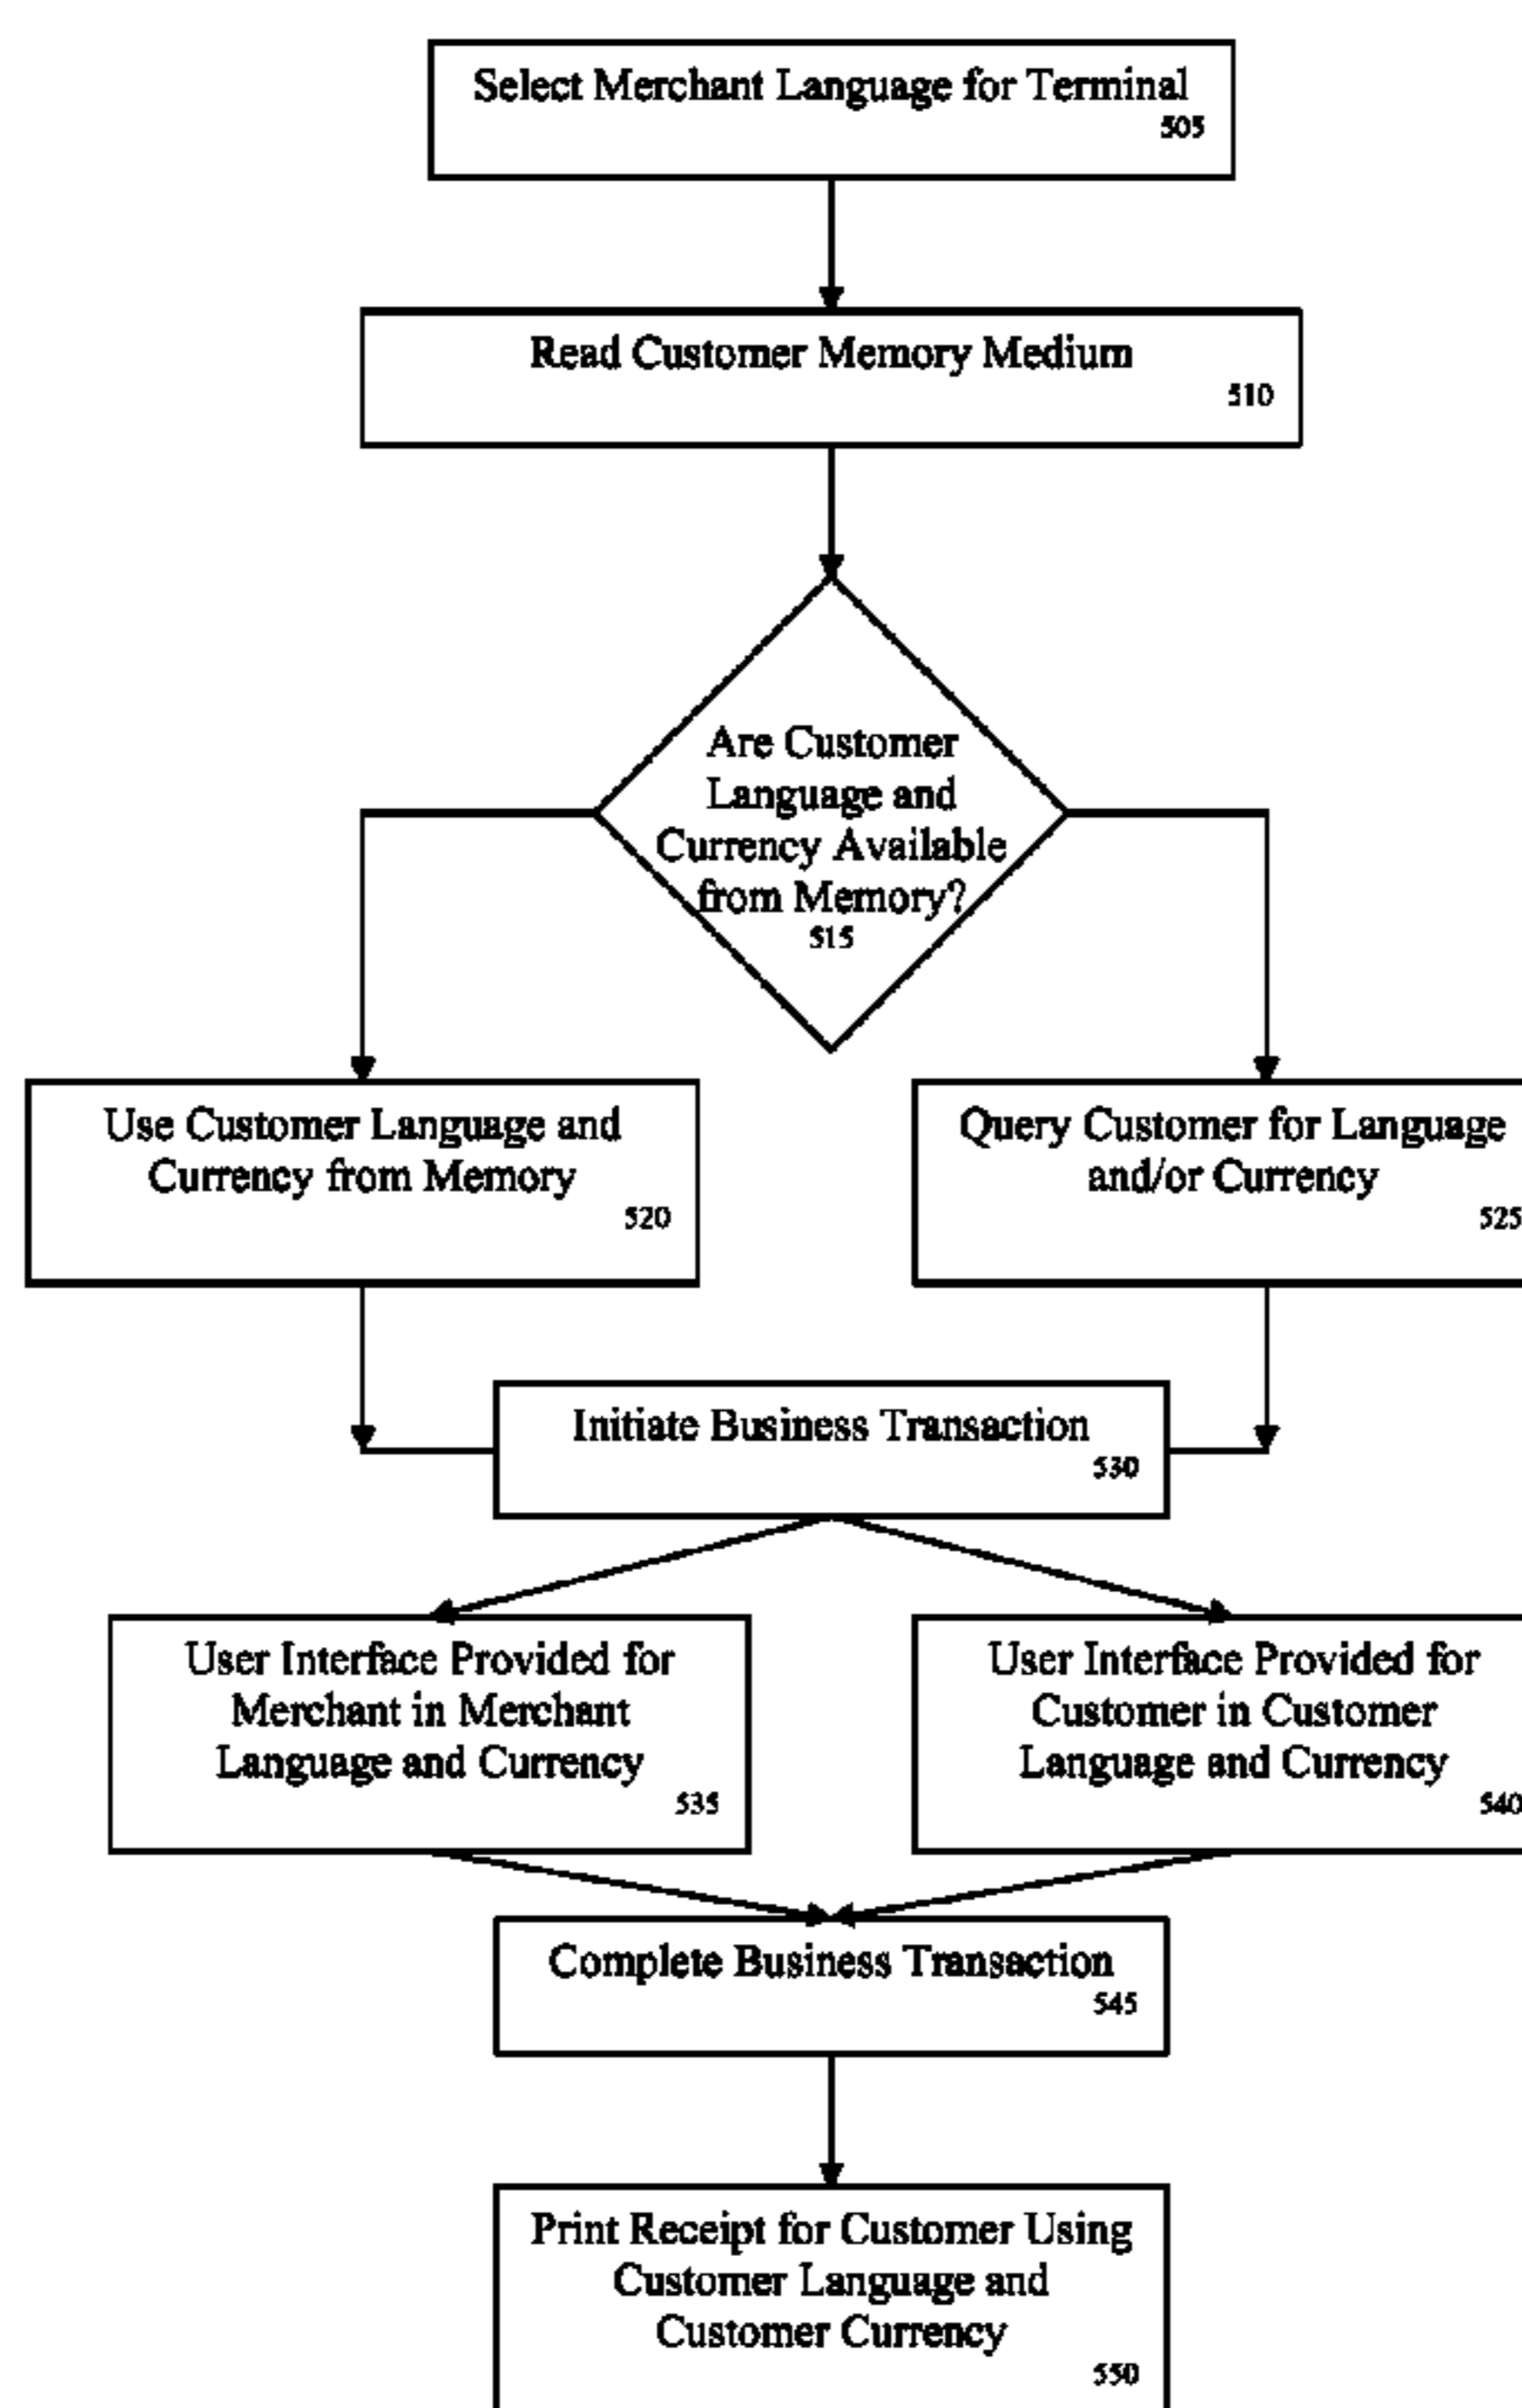 Select Merchant Language for Terminal
505
Read Customer Memory Medium
510
Are Customer
Language and
Currency Available
from Memory?
515
Use Customer Language and
Currency from Memory
520
Query Customer for Language
and/or Currency
525
Initiate Business Transaction
530
User Interface Provided for
Merchant in Merchant
Language and Currency
535
User Interface Provided for
Customer in Customer
Language and Currency
540
Complete Business Transaction
545
Print Receipt for Customer Using
Customer Language and
Customer Currency
550